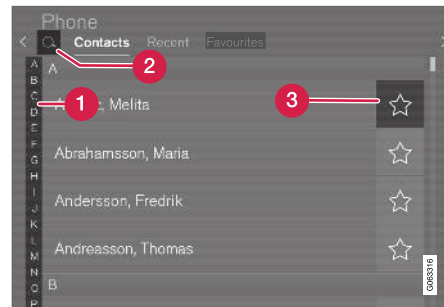 Phone
Contacts Recent Favourites
2
A
A
B
C
D
E
F
G
H
I
J
K
L
M
N
O
P
1
Melita
3
Abrahamsson, Maria
Andersson, Fredrik
Andreasson, Thomas
B
G063316